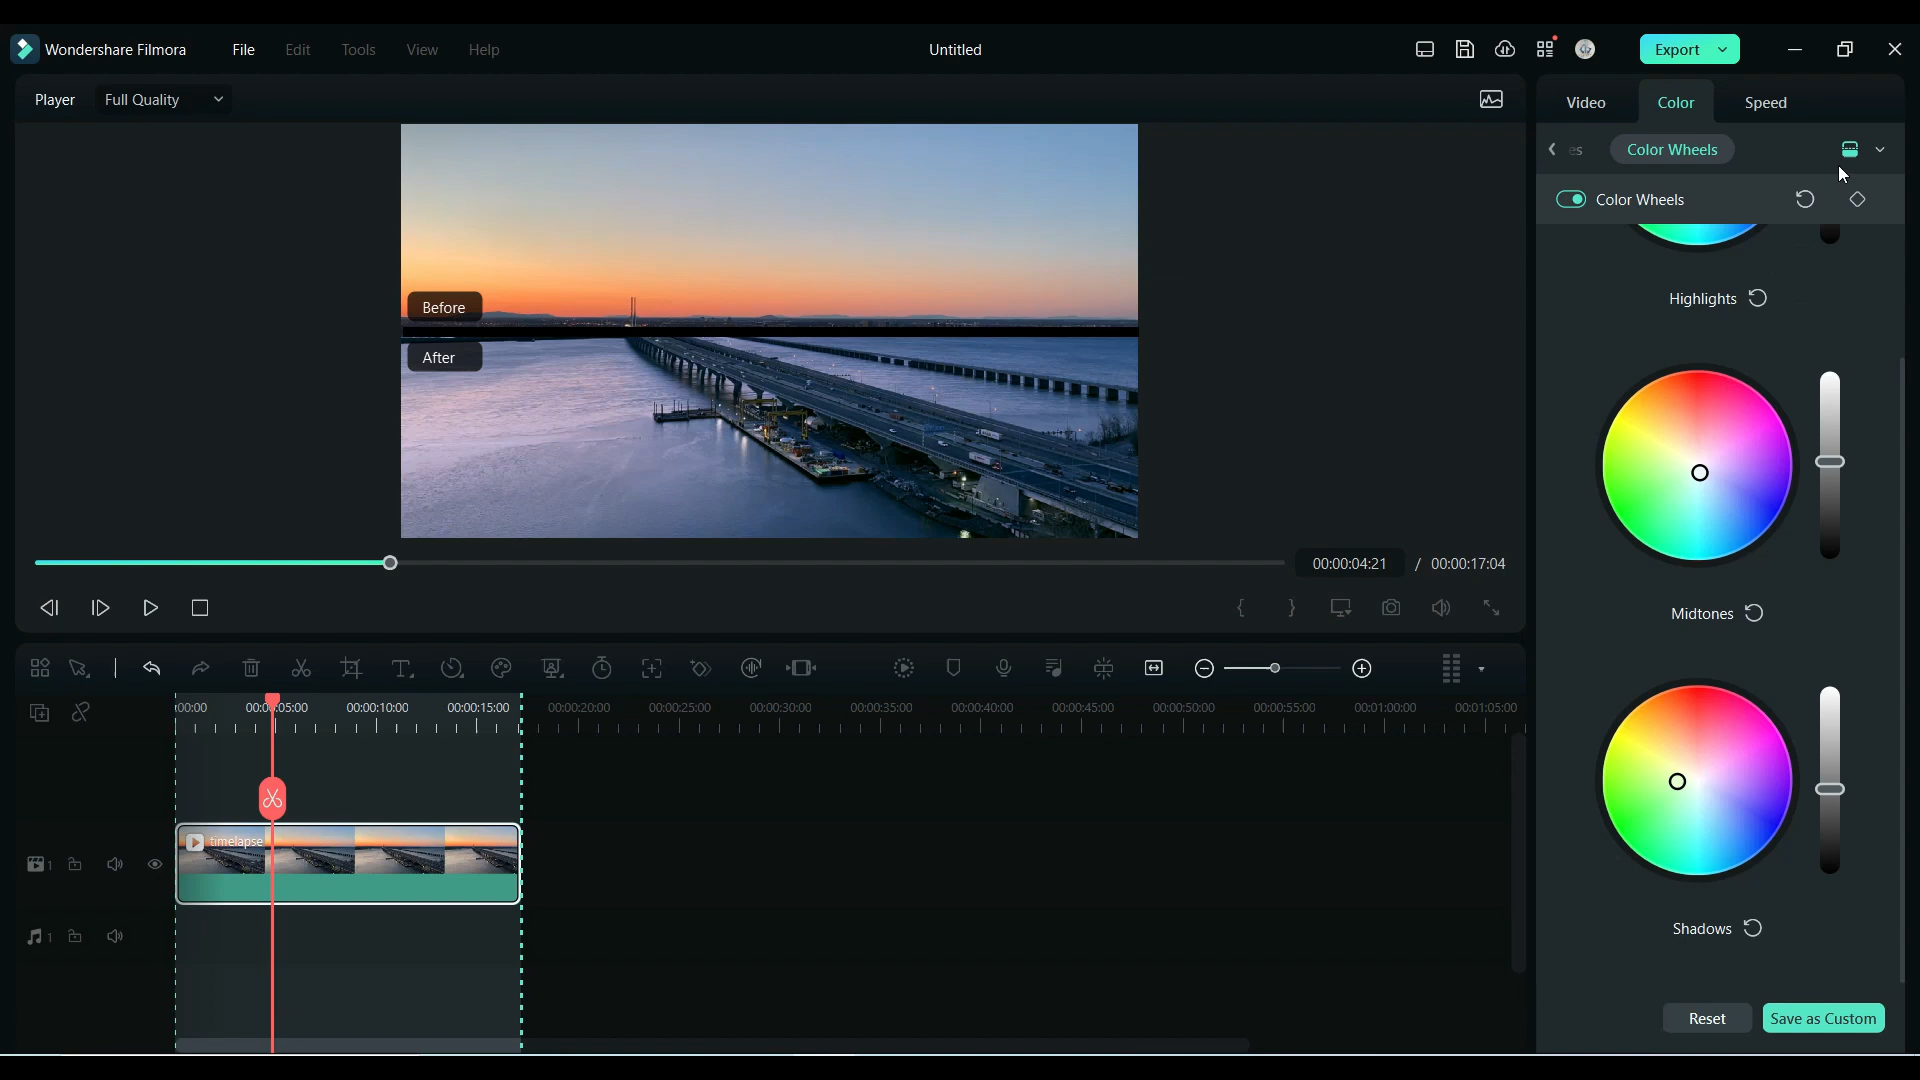 Wondershare Filmora File Edit Tools View Help Untitled Export
Player Full Quality Video Color Speed
es Color Wheels
Color Wheels
Highlights
Before
After
Midtones
00:00:04:21 / 00:00:17:04
:00:00 00:00:05:00 00:00:10:00 00:00:15:00 00:00:20:00 00:00:25:00 00:00:30:00 00:00:35:00 00:00:40:00 00:00:45:00 00:00:50:00 00:00:55:00 00:01:00:00 00:01:05:00
timelapse
1
1
Shadows
Reset Save as Custom